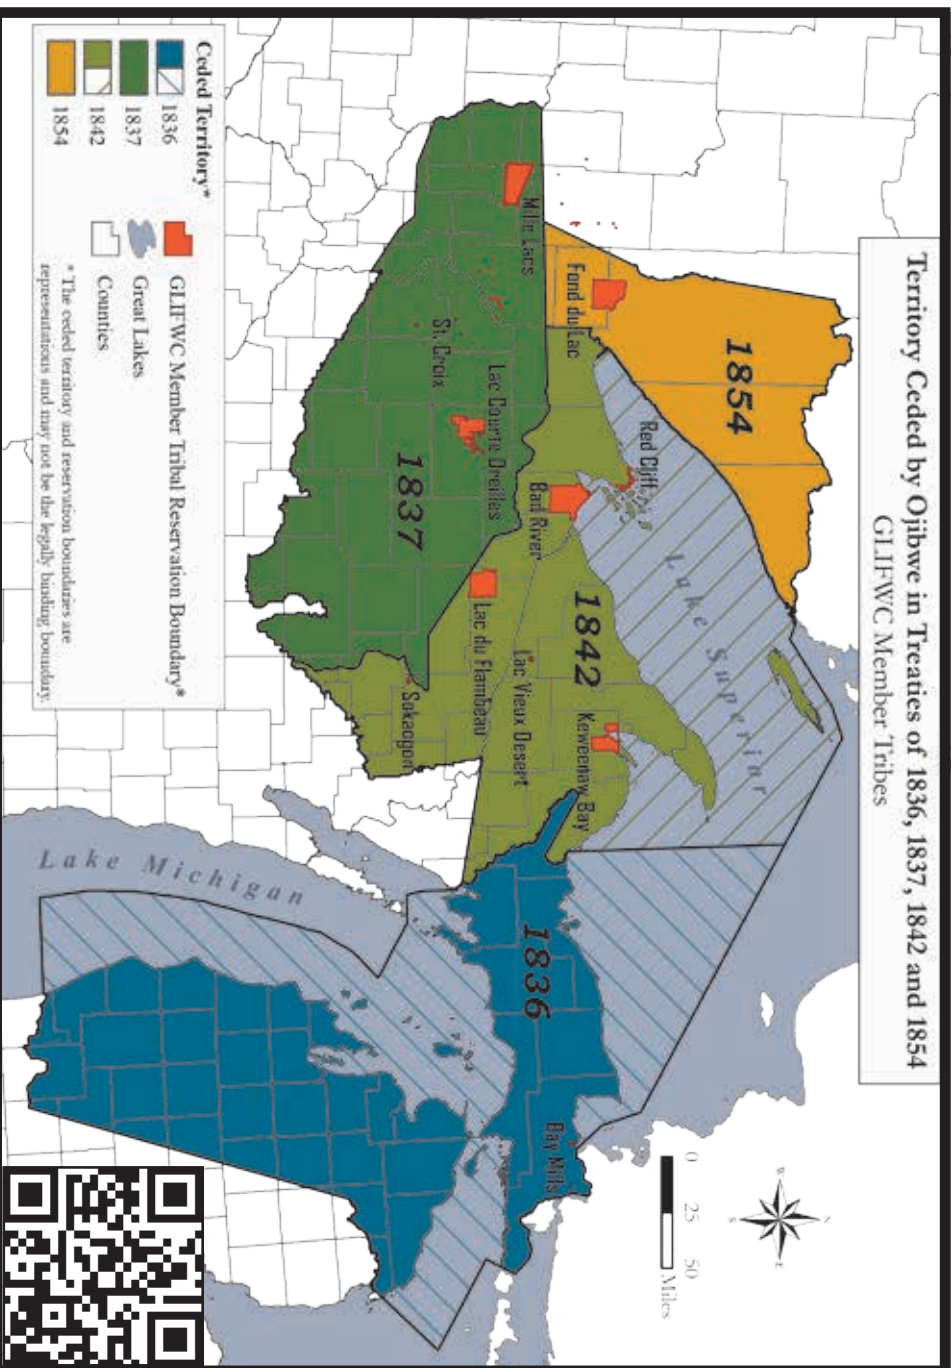 Territory Ceded by Ojibwe in Treaties of 1836, 1837, 1842 and 1854
GLIFWC Member Tribes
N
W
E
S
0 25 50
Miles
1854
Lake Superior
Red Cliff
Fond du Lac
Mille Lacs
1842
Keweenaw Bay
Bad River
Lac Vieux Desert
Lac Courte Oreilles
Lac du Flambeau
St. Croix
Sokaogon
1837
1836
Bay Mills
Lake Michigan
Ceded Territory*
1836
1837
1842
1854
GLIFWC Member Tribal Reservation Boundary*
Great Lakes
Counties
* The ceded territory and reservation boundaries are
representations and may not be the legally binding boundary.